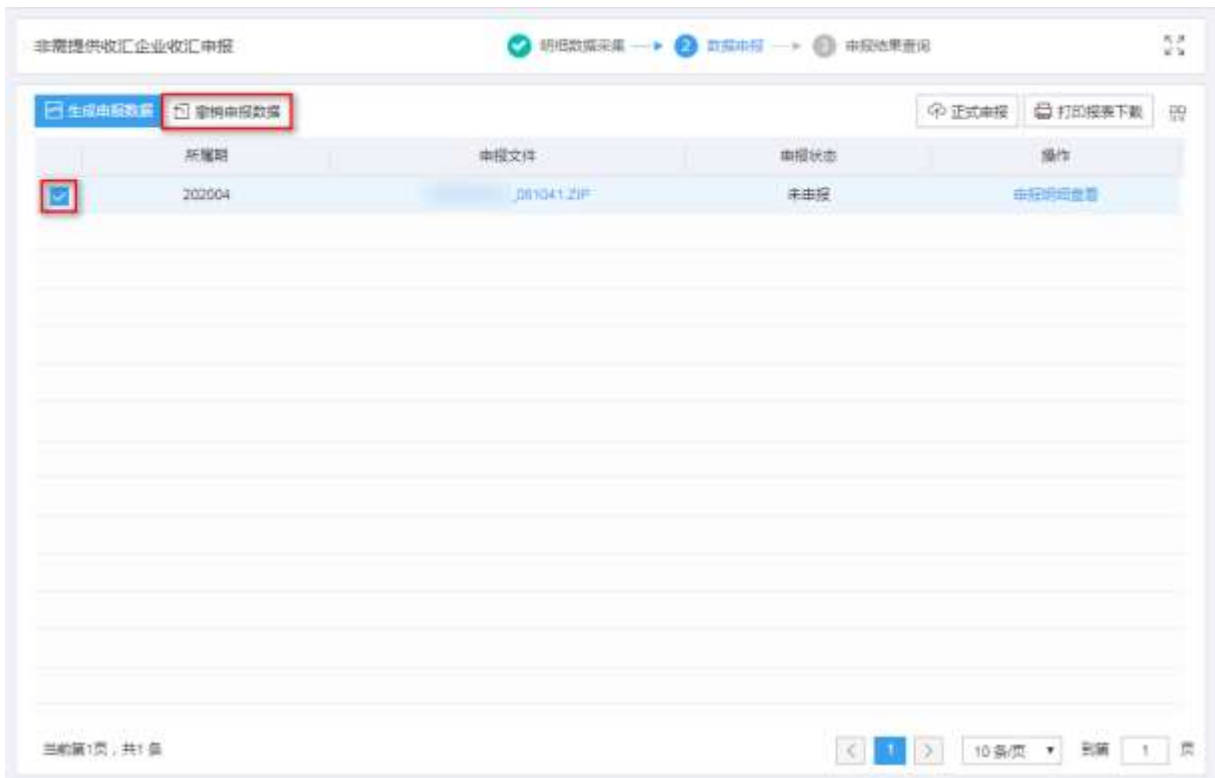 非需提供收汇企业收汇申报
明细数据采集 2 数据申报 3 申报结果查询
生成申报数据 撤销申报数据 正式申报 打印报表下载
所属期 申报文件 申报状态 操作
202004 _081041.ZIP 未申报 申报明细查看
当前第1页，共1 条 < 1 > 10 条/页 到第 1 页